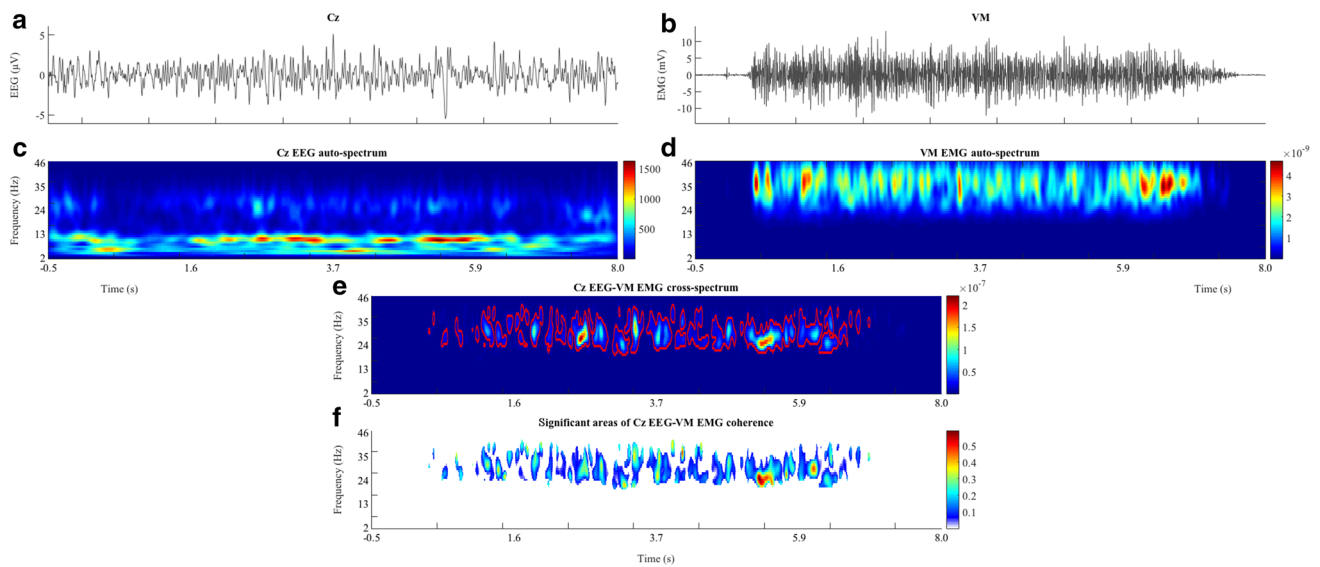 a
Cz
5
0
-5
EEG (µV)
b
VM
10
5
0
-5
-10
EMG (mV)
c
Cz EEG auto-spectrum
46
35
24
13
2
Frequency (Hz)
-0.5 1.6 3.7 5.9 8.0
Time (s)
1500
1000
500
d
VM EMG auto-spectrum
×10-9
46
35
24
13
2
-0.5 1.6 3.7 5.9 8.0
Time (s)
4
3
2
1
e
Cz EEG-VM EMG cross-spectrum
×10-7
46
35
24
13
2
Frequency (Hz)
-0.5 1.6 3.7 5.9 8.0
2
1.5
1
0.5
f
Significant areas of Cz EEG-VM EMG coherence
46
35
24
13
2
Frequency (Hz)
-0.5 1.6 3.7 5.9 8.0
Time (s)
0.5
0.4
0.3
0.2
0.1